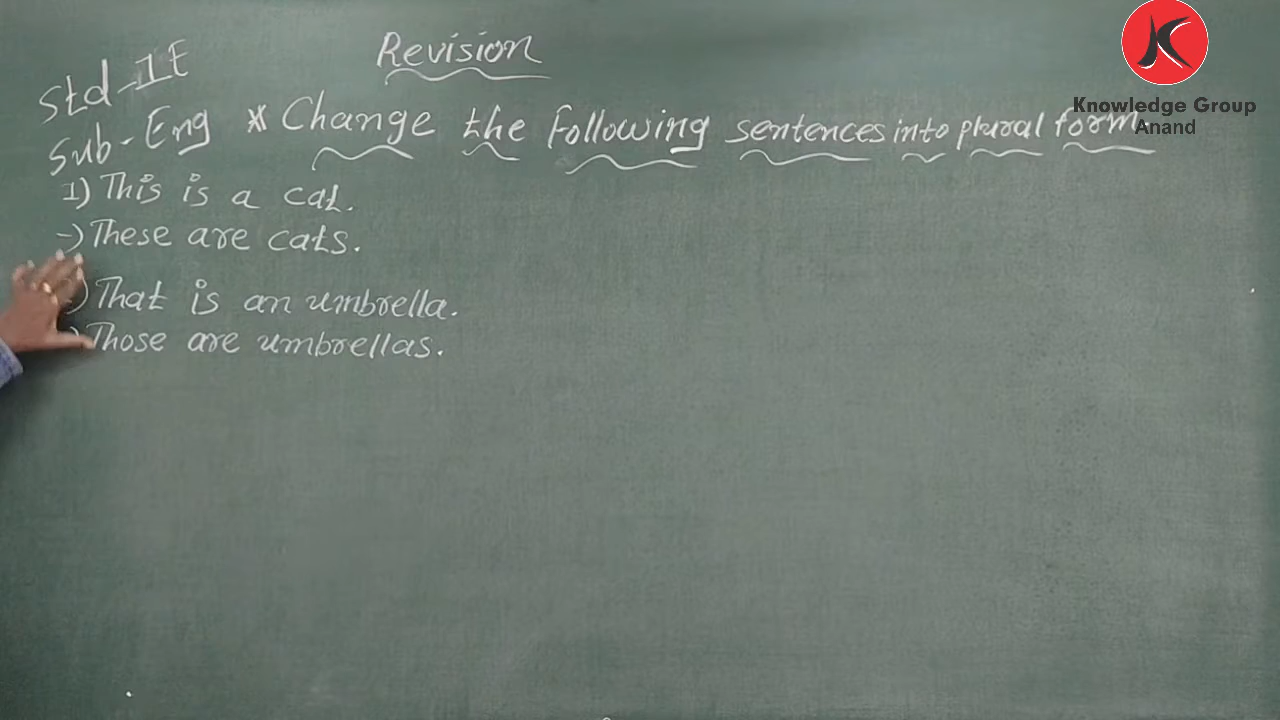 Revision
Std-II E
Sub-Eng
* Change the Following sentences into plural form.
1) This is a cat.
-) These are cats.
) That is an umbrella.
) Those are umbrellas.
Knowledge Group
Anand